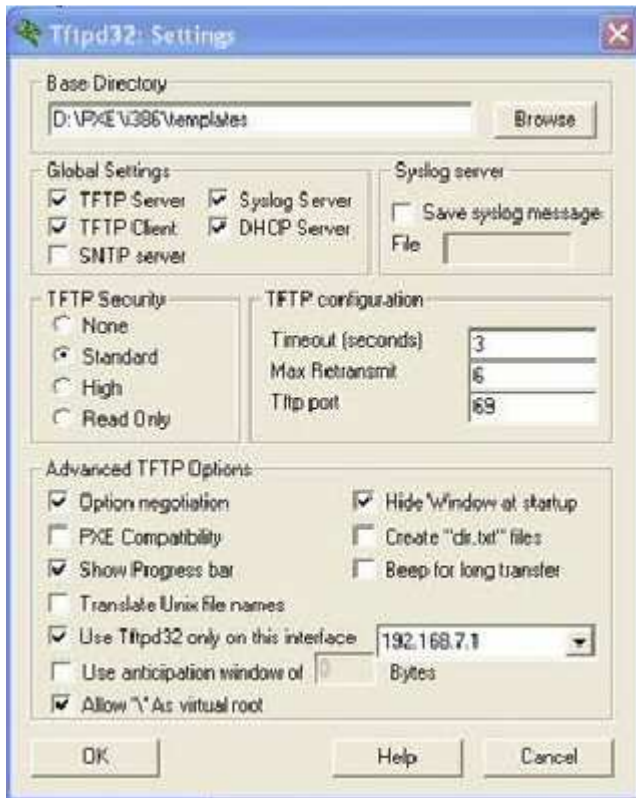 Tftpd32: Settings
Base Directory
D:\PXE\i386\templates
Browse
Global Settings
TFTP Server
Syslog Server
TFTP Client
DHCP Server
SNTP server
Syslog server
Save syslog message
File
TFTP Security
None
Standard
High
Read Only
TFTP configuration
Timeout (seconds)
3
Max Retransmit
6
Tftp port
69
Advanced TFTP Options
Option negotiation
Hide Window at startup
PXE Compatibility
Create "dir.txt" files
Show Progress bar
Beep for long transfer
Translate Unix file names
Use Tftpd32 only on this interface
192.168.7.1
Use anticipation window of
0
Bytes
Allow "\" As virtual root
OK
Help
Cancel